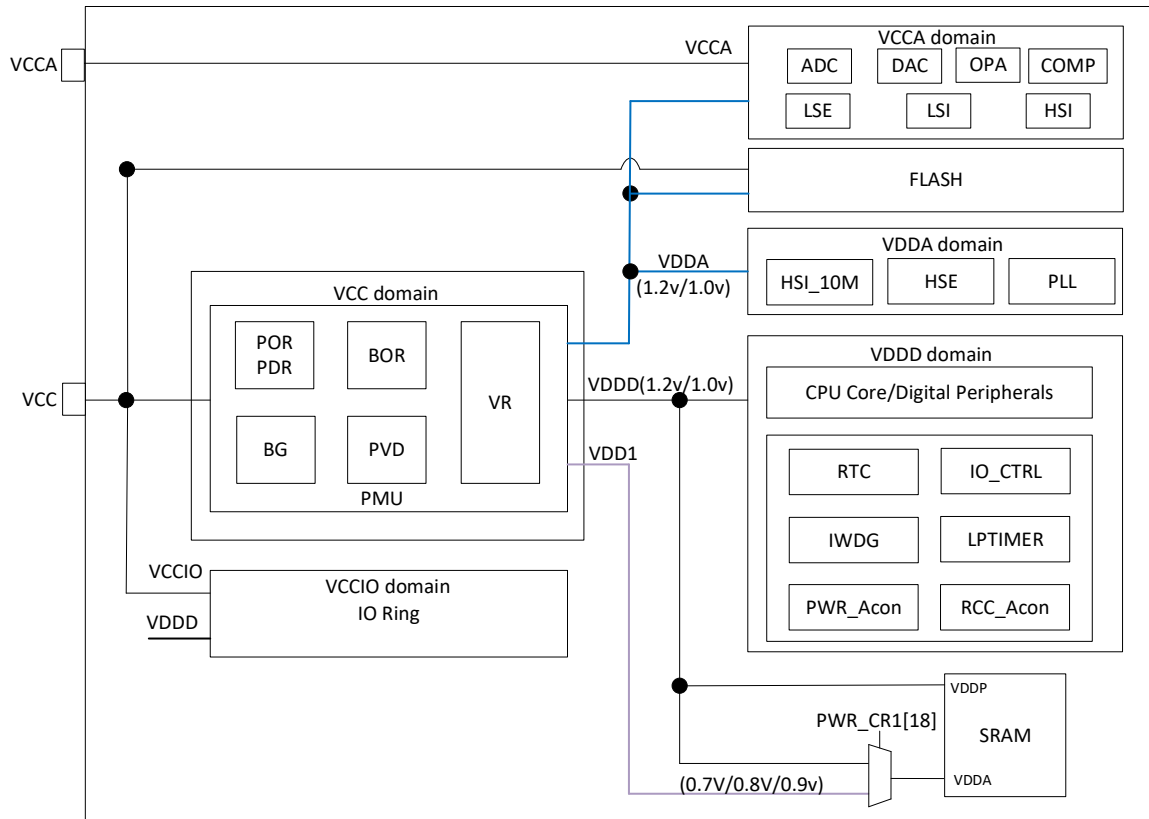 VCCA
VCCA
VCCA domain
ADC
DAC
OPA
COMP
LSE
LSI
HSI
FLASH
VDDA
(1.2v/1.0v)
VDDA domain
HSI_10M
HSE
PLL
VCC
VCC domain
POR
PDR
BOR
BG
PVD
VR
PMU
VDDD(1.2v/1.0v)
VDD1
VDDD domain
CPU Core/Digital Peripherals
RTC
IO_CTRL
IWDG
LPTIMER
PWR_Acon
RCC_Acon
VCCIO
VDDD
VCCIO domain
IO Ring
PWR_CR1[18]
(0.7V/0.8V/0.9v)
VDDP
SRAM
VDDA